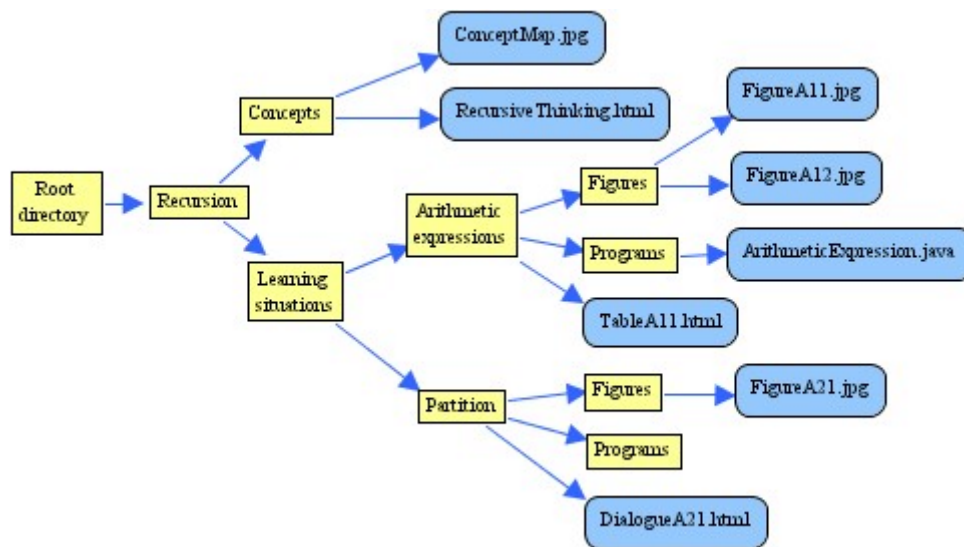 ConceptMap.jpg
Concepts
RecursiveThinking.html
FigureA11.jpg
Root
directory
Recursion
Figures
FigureA12.jpg
Arithmetic
expressions
Programs
ArithmeticExpression.java
Learning
situations
TableA11.html
Partition
Figures
FigureA21.jpg
Programs
DialogueA21.html